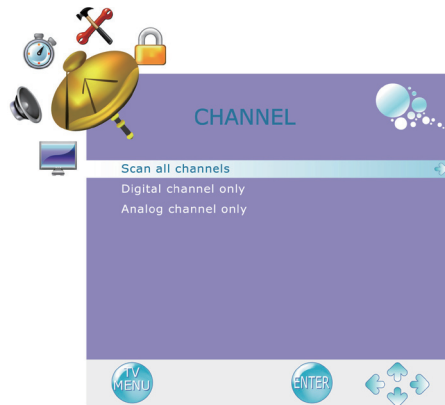 CHANNEL
Scan all channels
Digital channel only
Analog channel only
TV
MENU
ENTER